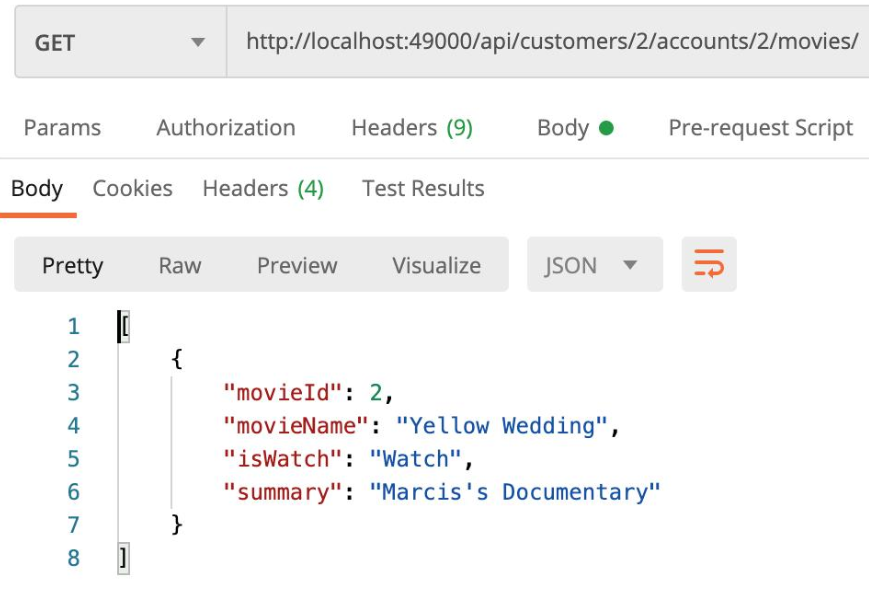 GET http://localhost:49000/api/customers/2/accounts/2/movies/
Params Authorization Headers (9) Body Pre-request Script
Body Cookies Headers (4) Test Results
Pretty Raw Preview Visualize JSON
1 [
2 {
3 "movieId": 2,
4 "movieName": "Yellow Wedding",
5 "isWatch": "Watch",
6 "summary": "Marcis's Documentary"
7 }
8 ]